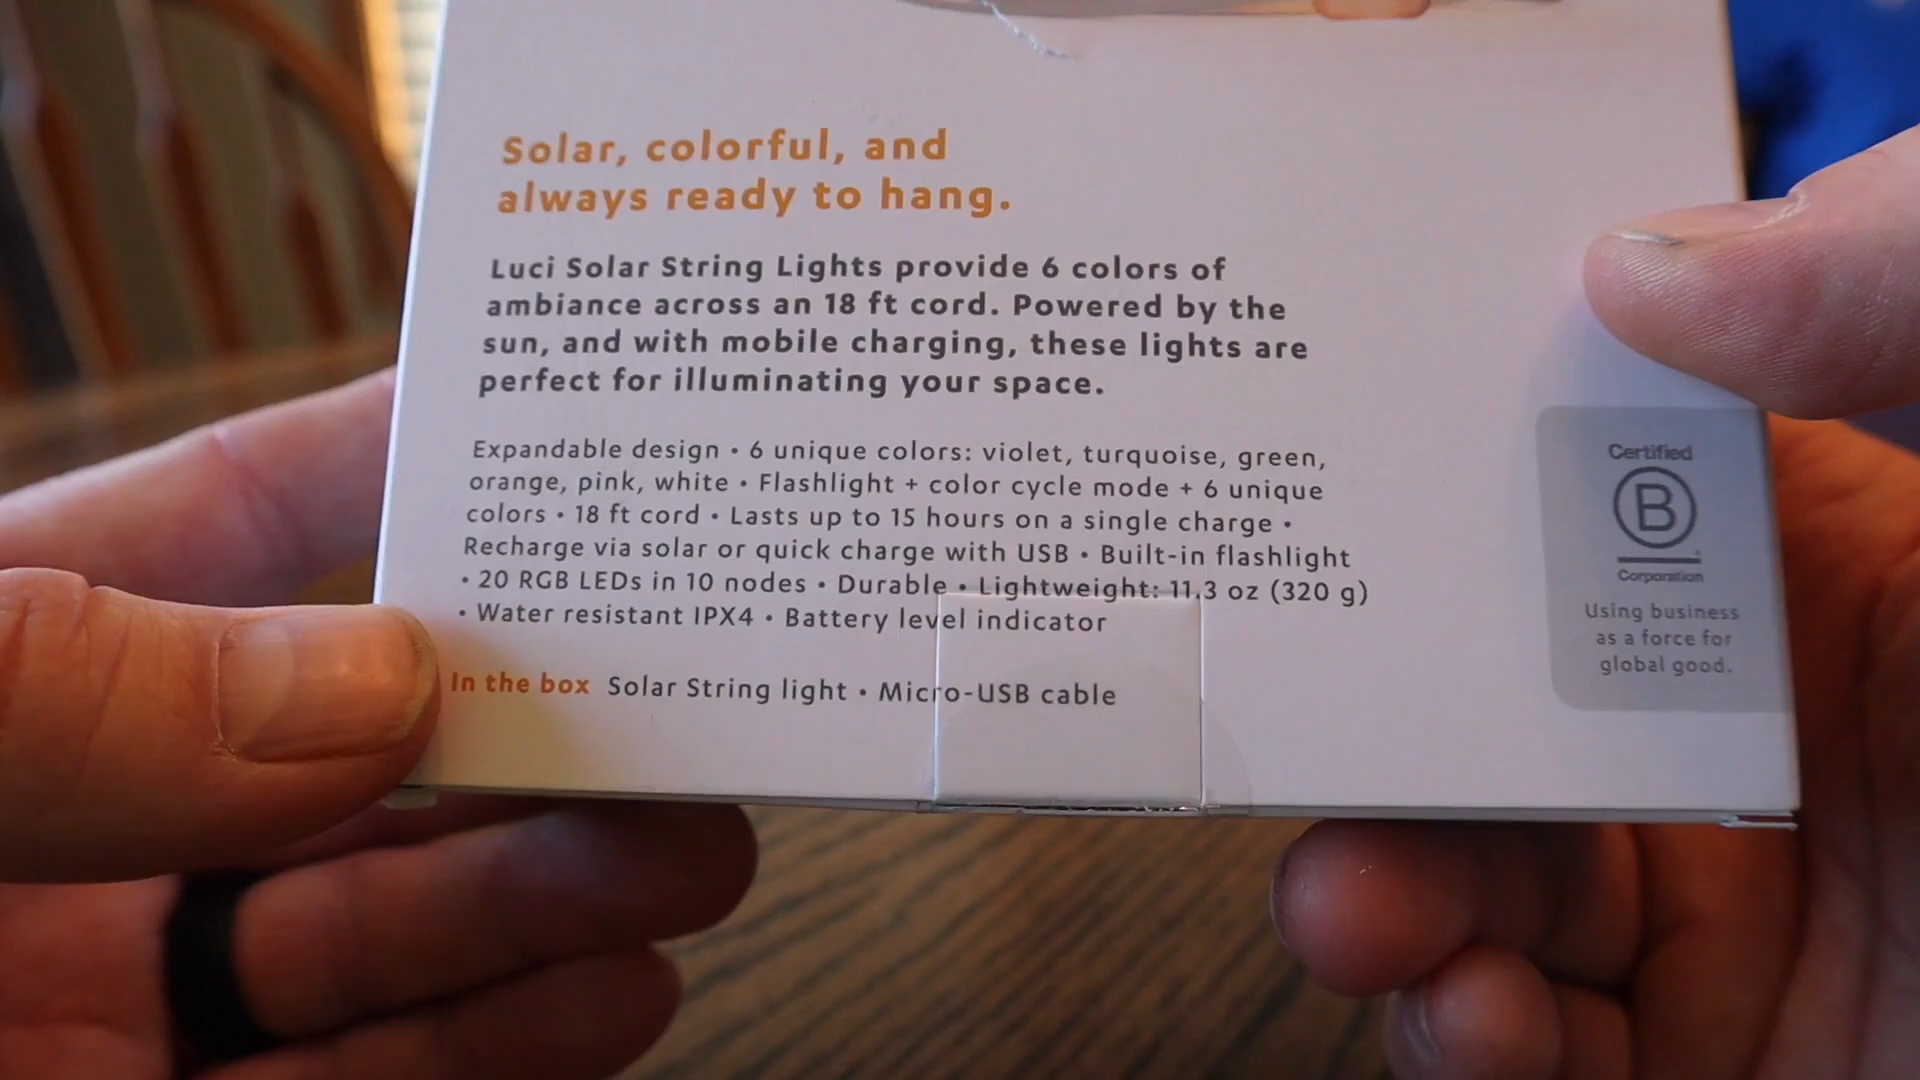 Solar, colorful, and
always ready to hang.
Luci Solar String Lights provide 6 colors of
ambiance across an 18 ft cord. Powered by the
sun, and with mobile charging, these lights are
perfect for illuminating your space.
Expandable design • 6 unique colors: violet, turquoise, green,
orange, pink, white • Flashlight + color cycle mode + 6 unique
colors • 18 ft cord • Lasts up to 15 hours on a single charge •
Recharge via solar or quick charge with USB • Built-in flashlight
• 20 RGB LEDs in 10 nodes • Durable • Lightweight: 11.3 oz (320 g)
• Water resistant IPX4 • Battery level indicator
In the box Solar String light • Micro-USB cable
Certified
B
Corporation
Using business
as a force for
global good.